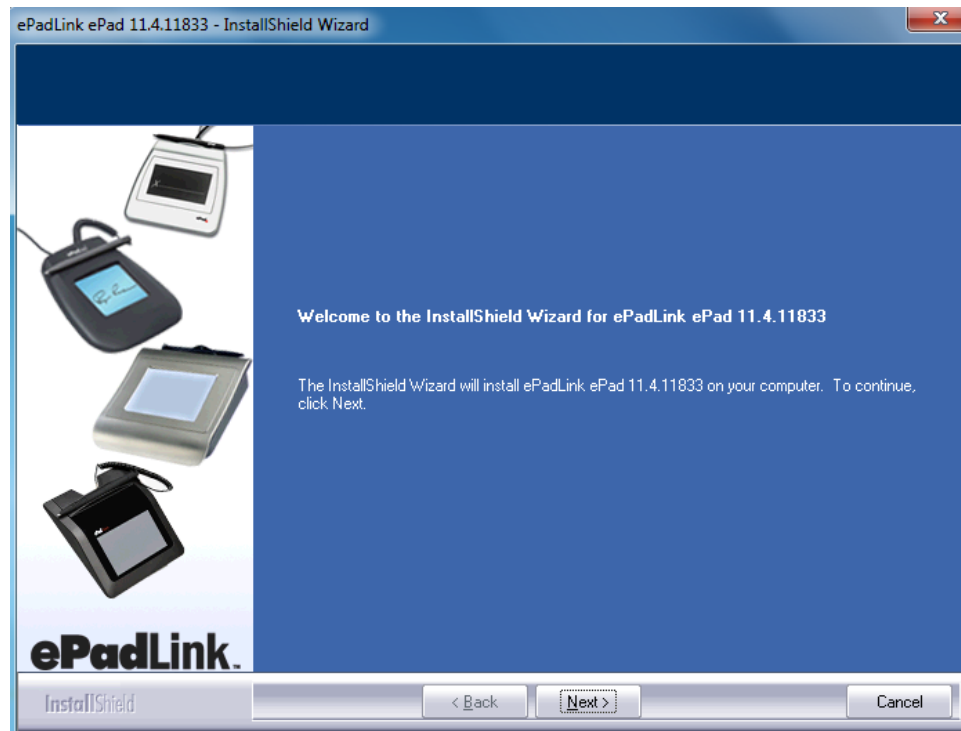 ePadLink ePad 11.4.11833 - InstallShield Wizard
Welcome to the InstallShield Wizard for ePadLink ePad 11.4.11833
The InstallShield Wizard will install ePadLink ePad 11.4.11833 on your computer.  To continue,
click Next.
ePadLink™
InstallShield
< Back
Next >
Cancel